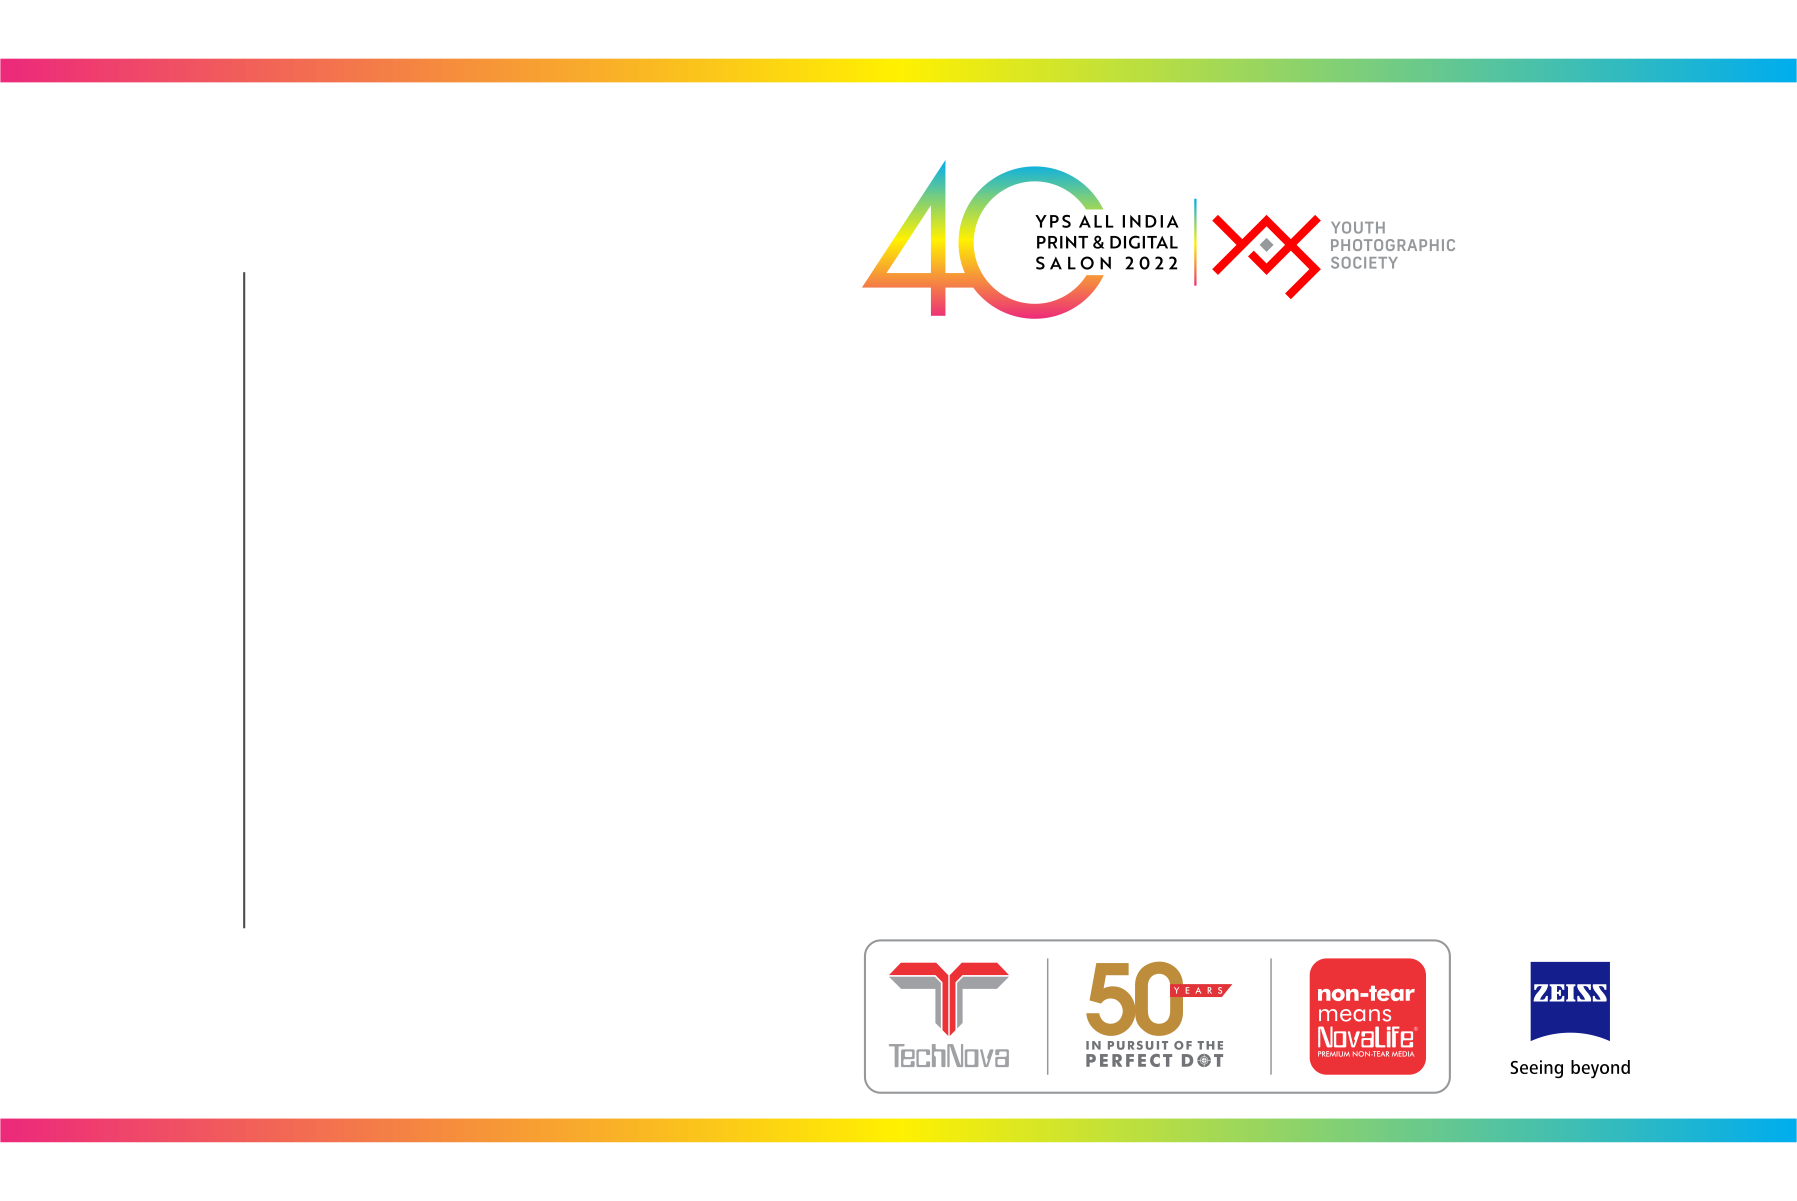 40
YPS ALL INDIA
PRINT & DIGITAL
SALON 2022
YOUTH
PHOTOGRAPHIC
SOCIETY
TechNova
50
YEARS
IN PURSUIT OF THE
PERFECT DOT
non-tear
means
NovaLife®
PREMIUM NON-TEAR MEDIA
ZEISS
Seeing beyond